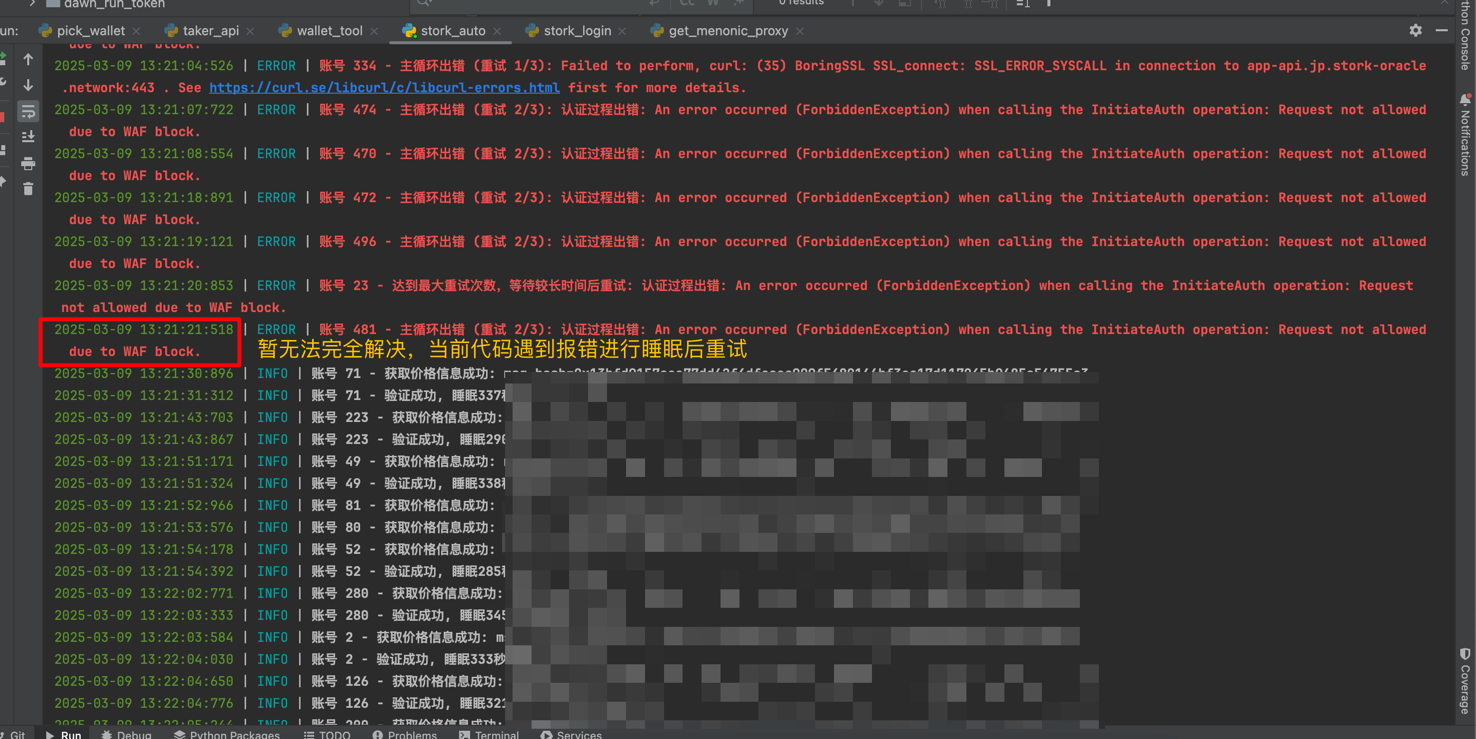 dawn_run_token
0 results
un:
pick_wallet
taker_api
wallet_tool
stork_auto
stork_login
get_menonic_proxy
due to WAF block.
2025-03-09 13:21:04:526 | ERROR | 账号 334 - 主循环出错 (重试 1/3): Failed to perform, curl: (35) BoringSSL SSL_connect: SSL_ERROR_SYSCALL in connection to app-api.jp.stork-oracle
.network:443 . See https://curl.se/libcurl/c/libcurl-errors.html first for more details.
2025-03-09 13:21:07:722 | ERROR | 账号 474 - 主循环出错 (重试 2/3): 认证过程出错: An error occurred (ForbiddenException) when calling the InitiateAuth operation: Request not allowed
due to WAF block.
2025-03-09 13:21:08:554 | ERROR | 账号 470 - 主循环出错 (重试 2/3): 认证过程出错: An error occurred (ForbiddenException) when calling the InitiateAuth operation: Request not allowed
due to WAF block.
2025-03-09 13:21:18:891 | ERROR | 账号 472 - 主循环出错 (重试 2/3): 认证过程出错: An error occurred (ForbiddenException) when calling the InitiateAuth operation: Request not allowed
due to WAF block.
2025-03-09 13:21:19:121 | ERROR | 账号 496 - 主循环出错 (重试 2/3): 认证过程出错: An error occurred (ForbiddenException) when calling the InitiateAuth operation: Request not allowed
due to WAF block.
2025-03-09 13:21:20:853 | ERROR | 账号 23 - 达到最大重试次数, 等待较长时间后重试: 认证过程出错: An error occurred (ForbiddenException) when calling the InitiateAuth operation: Request
not allowed due to WAF block.
2025-03-09 13:21:21:518 | ERROR | 账号 481 - 主循环出错 (重试 2/3): 认证过程出错: An error occurred (ForbiddenException) when calling the InitiateAuth operation: Request not allowed
due to WAF block.
暂无法完全解决，当前代码遇到报错进行睡眠后重试
2025-03-09 13:21:30:896 | INFO | 账号 71 - 获取价格信息成功:
2025-03-09 13:21:31:312 | INFO | 账号 71 - 验证成功, 睡眠337
2025-03-09 13:21:43:703 | INFO | 账号 223 - 获取价格信息成功:
2025-03-09 13:21:43:867 | INFO | 账号 223 - 验证成功, 睡眠290
2025-03-09 13:21:51:171 | INFO | 账号 49 - 获取价格信息成功:
2025-03-09 13:21:51:324 | INFO | 账号 49 - 验证成功, 睡眠338
2025-03-09 13:21:52:966 | INFO | 账号 81 - 获取价格信息成功:
2025-03-09 13:21:53:576 | INFO | 账号 80 - 获取价格信息成功:
2025-03-09 13:21:54:178 | INFO | 账号 52 - 获取价格信息成功:
2025-03-09 13:21:54:392 | INFO | 账号 52 - 验证成功, 睡眠285
2025-03-09 13:22:02:771 | INFO | 账号 280 - 获取价格信息成功:
2025-03-09 13:22:03:333 | INFO | 账号 280 - 验证成功, 睡眠345
2025-03-09 13:22:03:584 | INFO | 账号 2 - 获取价格信息成功:
2025-03-09 13:22:04:030 | INFO | 账号 2 - 验证成功, 睡眠333秒
2025-03-09 13:22:04:650 | INFO | 账号 126 - 获取价格信息成功:
2025-03-09 13:22:04:776 | INFO | 账号 126 - 验证成功, 睡眠321
Git
Run
Debug
Python Packages
TODO
Problems
Terminal
Services
thon Console
Notifications
Coverage